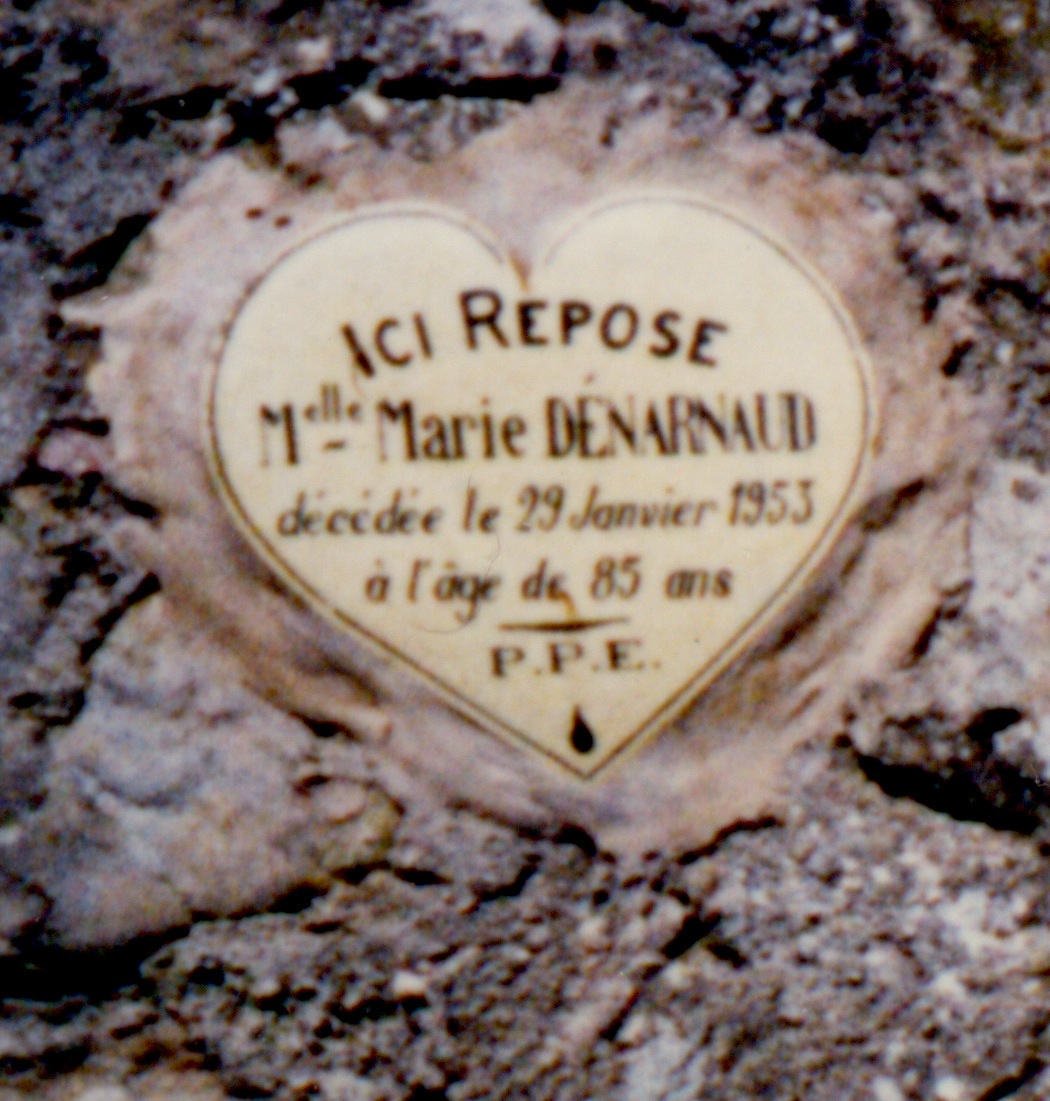 ICI REPOSE
Melle Marie DÉNARNAUD
décédée le 29 Janvier 1953
à l'âge de 85 ans
P.P.E.